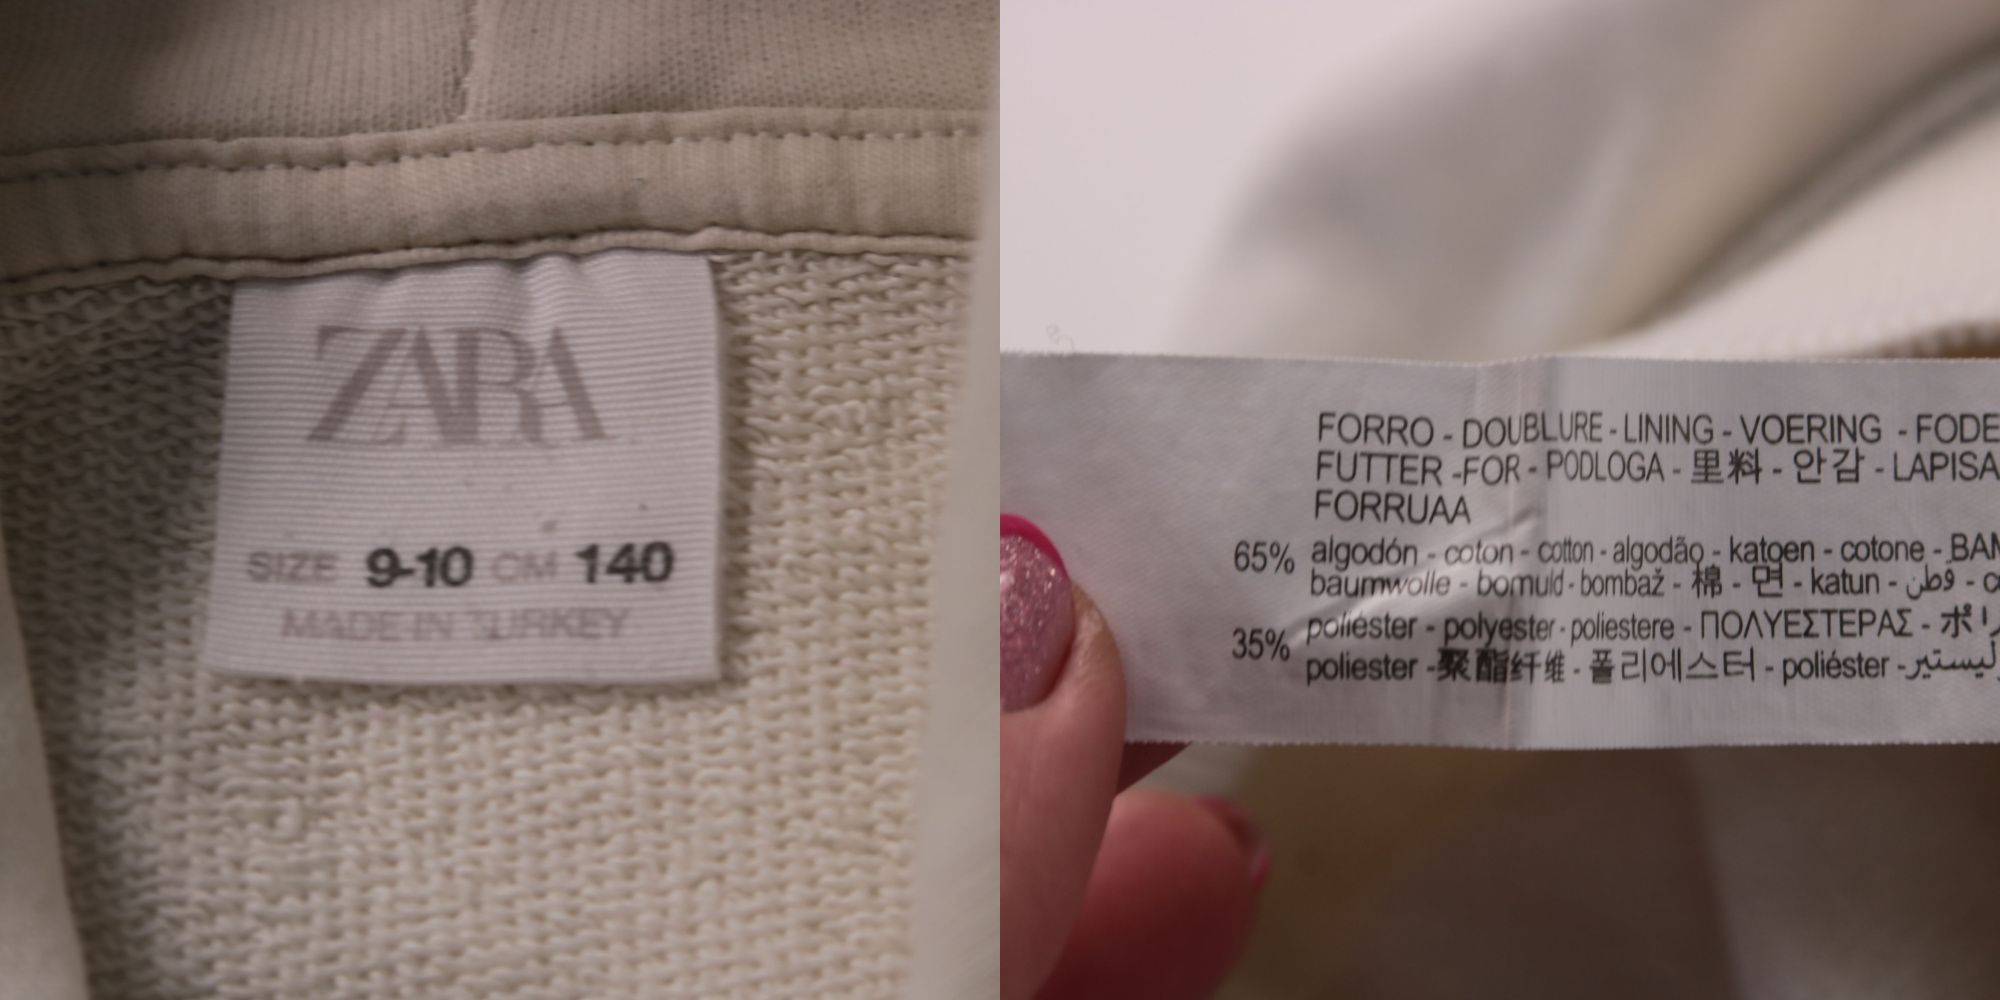 ZARA
SIZE 9-10 CM 140
MADE IN TURKEY
FORRO - DOUBLURE - LINING - VOERING - FODE
FUTTER -FOR - PODLOGA - 里料 - 안감 - LAPISA
FORRUAA
65% algodón - coton - cotton - algodão - katoen - cotone - BAM
baumwolle - bomuld - bombaž - 棉 - 면 - katun - قطن - c
35% poliéster - polyester - poliestere - ΠΟΛΥΕΣΤΕΡΑΣ - ポリ
poliester -聚酯纤维 - 폴리에스터 - poliéster -